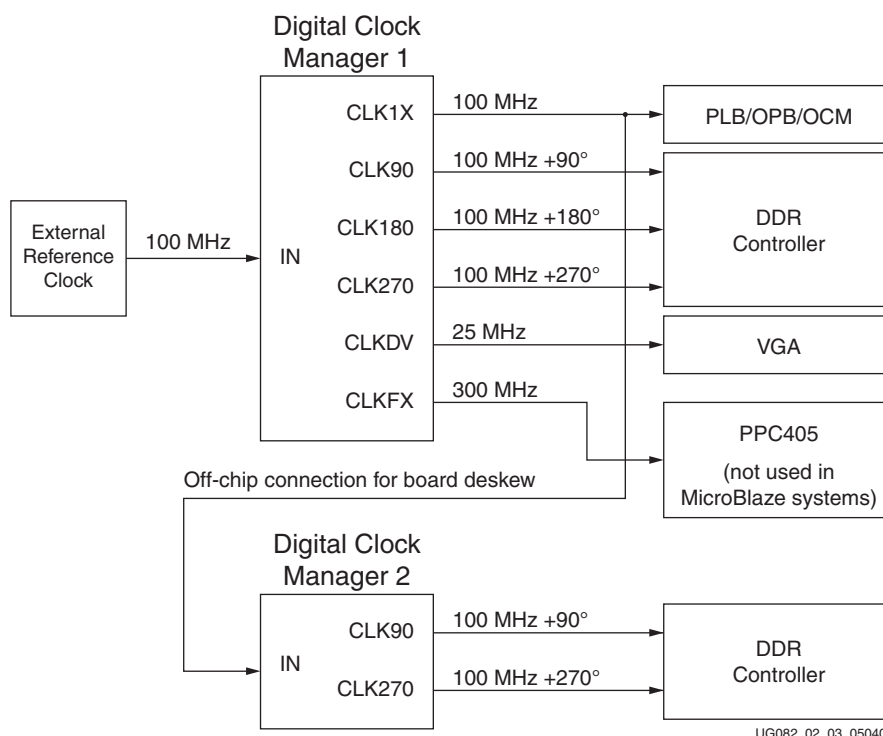 Digital Clock
Manager 1
CLK1X
100 MHz
PLB/OPB/OCM
CLK90
100 MHz +90°
CLK180
100 MHz +180°
CLK270
100 MHz +270°
DDR
Controller
External
Reference
Clock
100 MHz
IN
CLKDV
25 MHz
VGA
CLKFX
300 MHz
PPC405
(not used in
MicroBlaze systems)
Off-chip connection for board deskew
Digital Clock
Manager 2
IN
CLK90
100 MHz +90°
CLK270
100 MHz +270°
DDR
Controller
UG082_02_03_05040